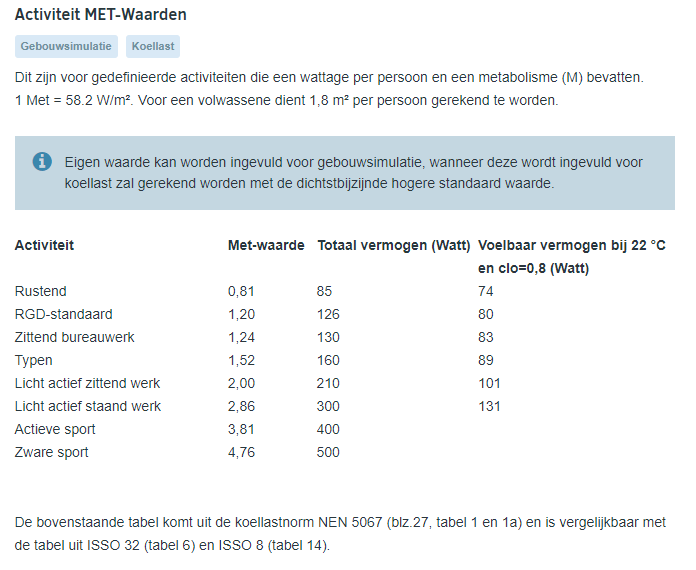 Activiteit MET-Waarden
Gebouwsimulatie Koellast
Dit zijn voor gedefinieerde activiteiten die een wattage per persoon en een metabolisme (M) bevatten.
1 Met = 58.2 W/m². Voor een volwassene dient 1,8 m² per persoon gerekend te worden.
Eigen waarde kan worden ingevuld voor gebouwsimulatie, wanneer deze wordt ingevuld voor
koellast zal gerekend worden met de dichtstbijzijnde hogere standaard waarde.
Activiteit Met-waarde Totaal vermogen (Watt) Voelbaar vermogen bij 22 °C
en clo=0,8 (Watt)
Rustend 0,81 85 74
RGD-standaard 1,20 126 80
Zittend bureauwerk 1,24 130 83
Typen 1,52 160 89
Licht actief zittend werk 2,00 210 101
Licht actief staand werk 2,86 300 131
Actieve sport 3,81 400
Zware sport 4,76 500
De bovenstaande tabel komt uit de koellastnorm NEN 5067 (blz.27, tabel 1 en 1a) en is vergelijkbaar met
de tabel uit ISSO 32 (tabel 6) en ISSO 8 (tabel 14).